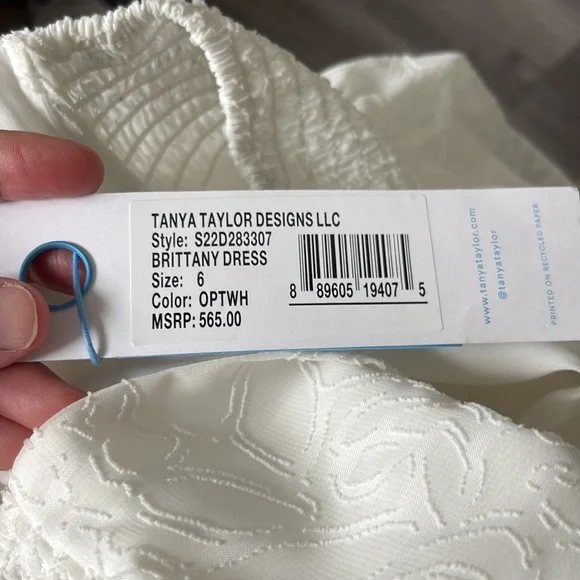 TANYA TAYLOR DESIGNS LLC
Style: S22D283307
BRITTANY DRESS
Size: 6
Color: OPTWH
MSRP: 565.00
8 89605 19407 5
www.tanyataylor.com
@tanyataylor
PRINTED ON RECYCLED PAPER